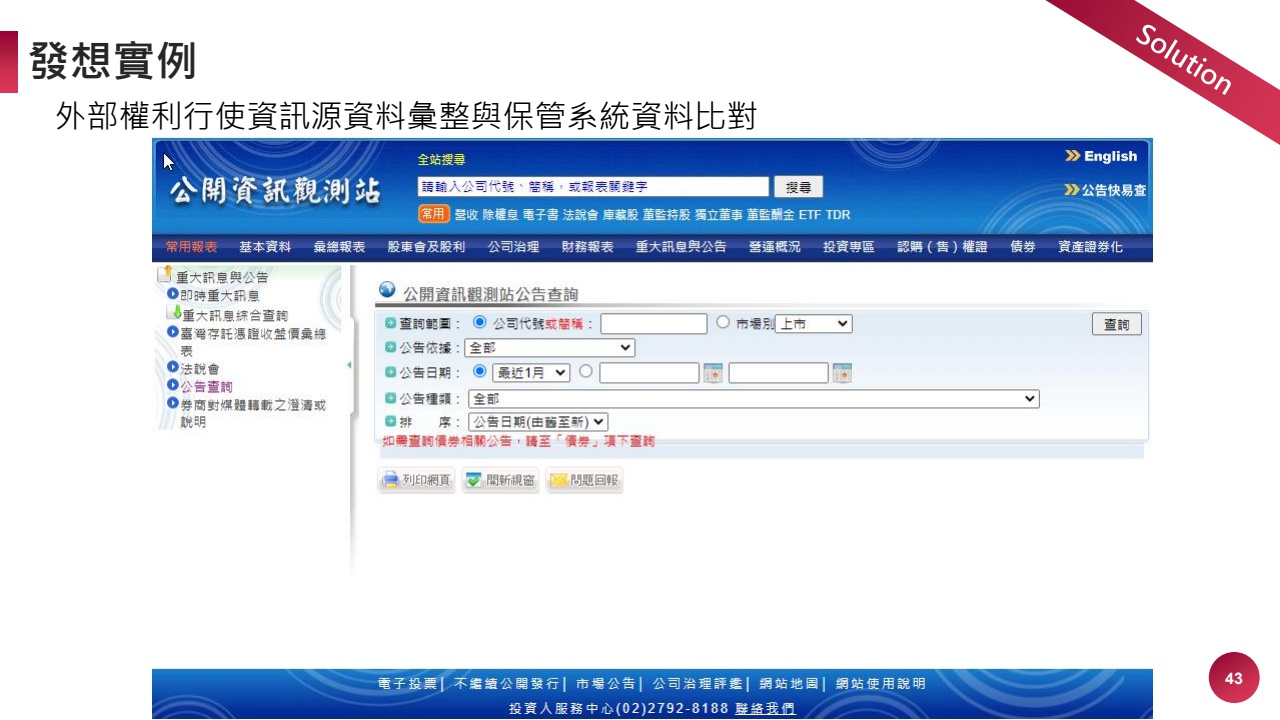 發想實例
Solution
外部權利行使資訊源資料彙整與保管系統資料比對
公開資訊觀測站
全站搜尋
請輸入公司代號、簡稱，或報表關鍵字
搜尋
常用 營收 除權息 電子書 法說會 庫藏股 董監持股 獨立董事 董監酬金 ETF TDR
English
公告快易查
常用報表 基本資料 彙總報表 股東會及股利 公司治理 財務報表 重大訊息與公告 營運概況 投資專區 認購（售）權證 債券 資產證券化
重大訊息與公告
即時重大訊息
重大訊息綜合查詢
臺灣存託憑證收盤價彙總
表
法說會
公告查詢
券商對媒體轉載之澄清或
說明
公開資訊觀測站公告查詢
查詢範圍： 公司代號或簡稱： 市場別 上市 查詢
公告依據： 全部
公告日期： 最近1月
公告種類： 全部
排 序： 公告日期(由舊至新)
如需查詢債券相關公告，請至「債券」項下查詢
列印網頁 開新視窗 問題回報
43
電子投票| 不繼續公開發行| 市場公告| 公司治理評鑑| 網站地圖| 網站使用說明
投資人服務中心(02)2792-8188 聯絡我們